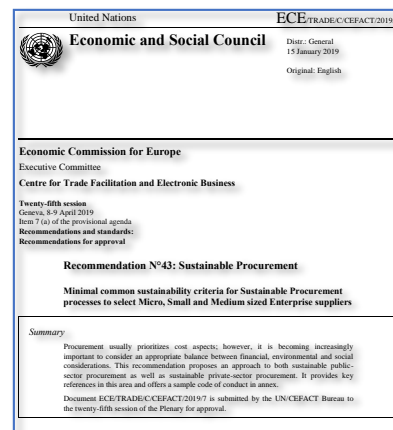 United Nations
ECE/TRADE/C/CEFACT/2019
Economic and Social Council
Distr.: General
15 January 2019
Original: English
Economic Commission for Europe
Executive Committee
Centre for Trade Facilitation and Electronic Business
Twenty-fifth session
Geneva, 8-9 April 2019
Item 7 (a) of the provisional agenda
Recommendations and standards:
Recommendations for approval
Recommendation N°43: Sustainable Procurement
Minimal common sustainability criteria for Sustainable Procurement
processes to select Micro, Small and Medium sized Enterprise suppliers
Summary
Procurement usually prioritizes cost aspects; however, it is becoming increasingly
important to consider an appropriate balance between financial, environmental and social
considerations. This recommendation proposes an approach to both sustainable public-
sector procurement as well as sustainable private-sector procurement. It provides key
references in this area and offers a sample code of conduct in annex.
Document ECE/TRADE/C/CEFACT/2019/7 is submitted by the UN/CEFACT Bureau to
the twenty-fifth session of the Plenary for approval.